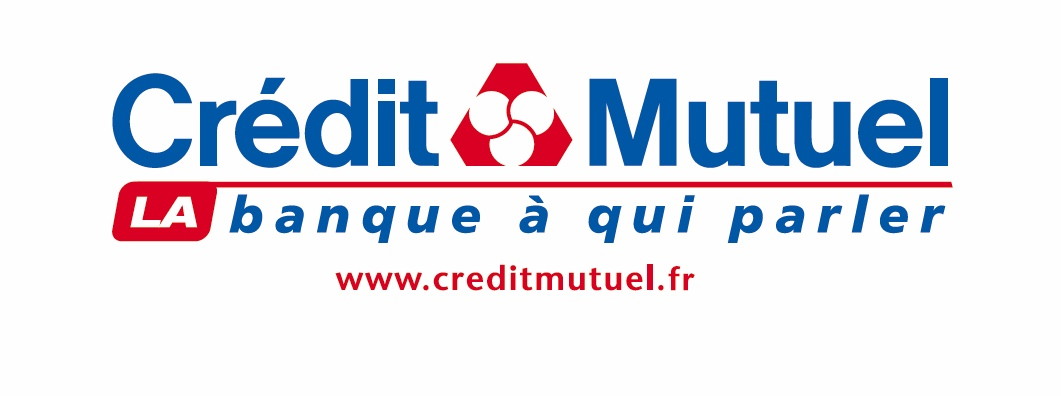 Crédit Mutuel
LA banque à qui parler
www.creditmutuel.fr